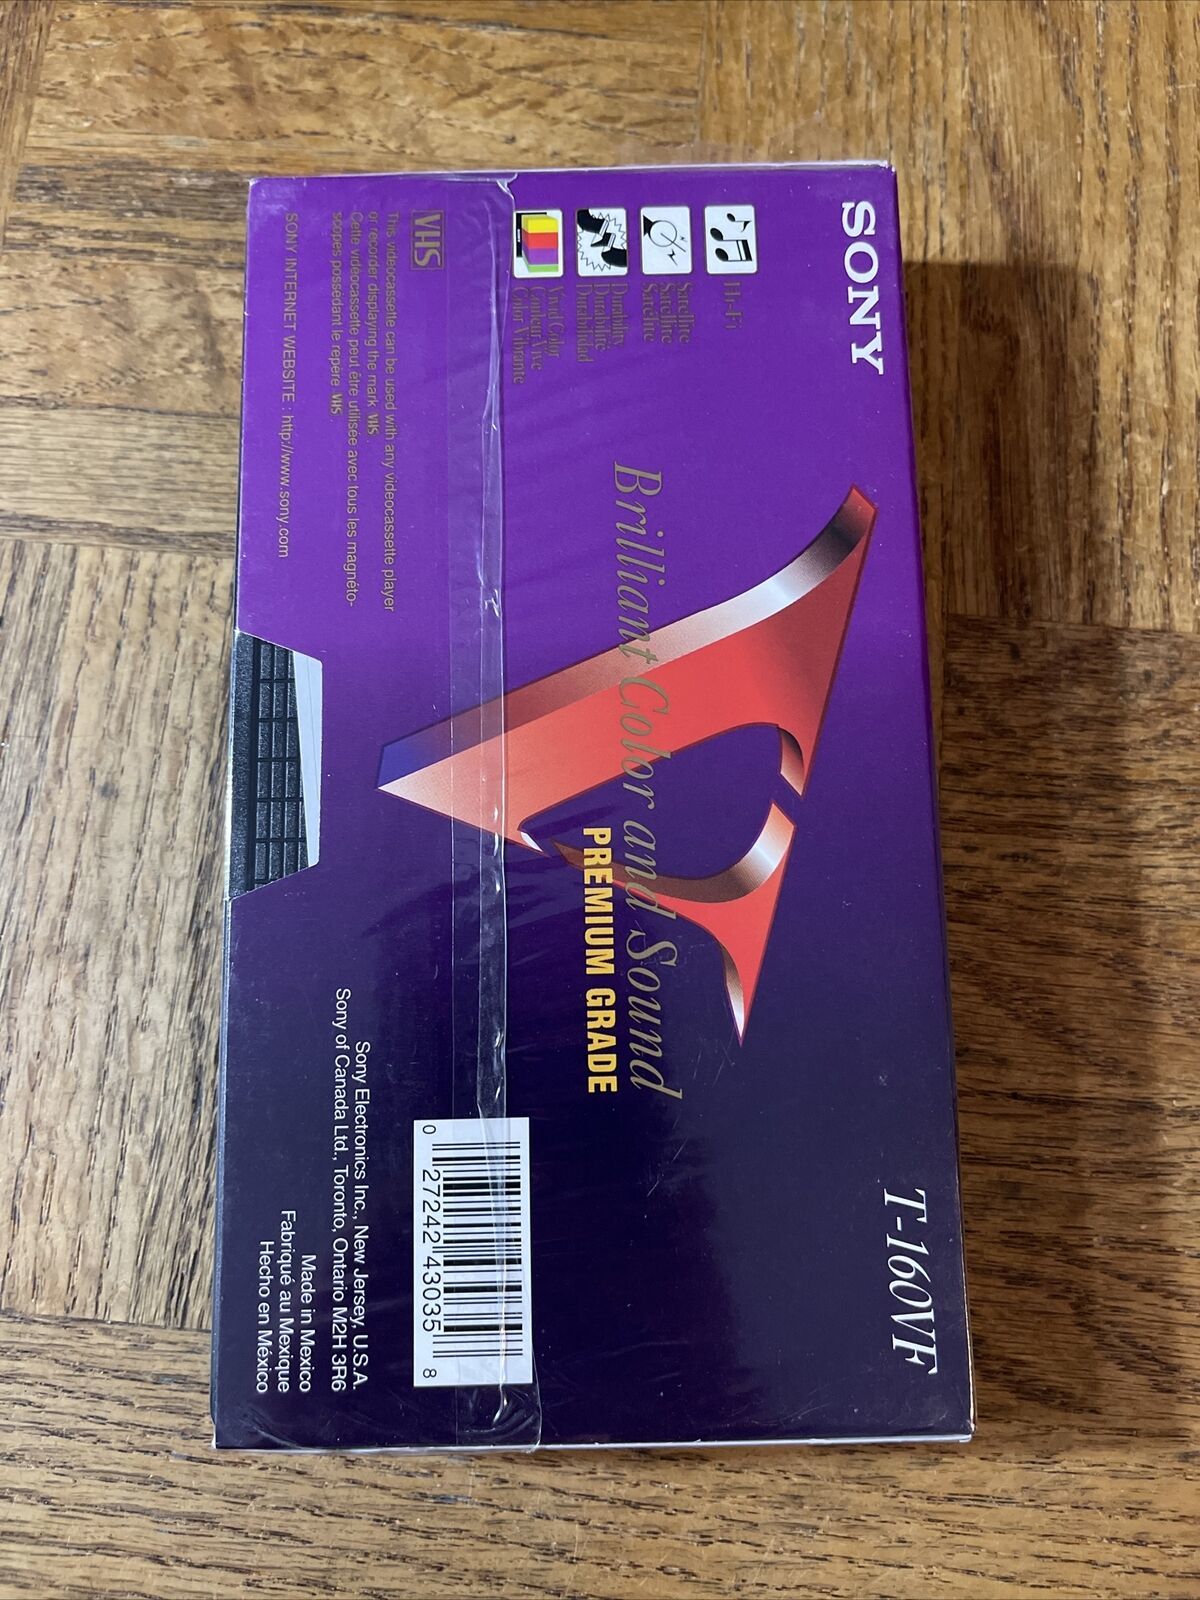 SONY
T-160VF
Hi-Fi
Satellite
Satellite
Satélite
Durability
Durabilité
Durabilidad
Vivid Color
Couleur Vive
Color Vibrante
Brilliant Color and Sound
PREMIUM GRADE
VHS
This videocassette can be used with any videocassette player
or recorder displaying the mark VHS.
Cette vidéocassette peut être utilisée avec tous les magnéto-
scopes possedant le repere VHS.
SONY INTERNET WEBSITE : http://www.sony.com
0 27242 43035 8
Sony Electronics Inc., New Jersey, U.S.A.
Sony of Canada Ltd., Toronto, Ontario M2H 3R6
Made in Mexico
Fabriqué au Mexique
Hecho en México